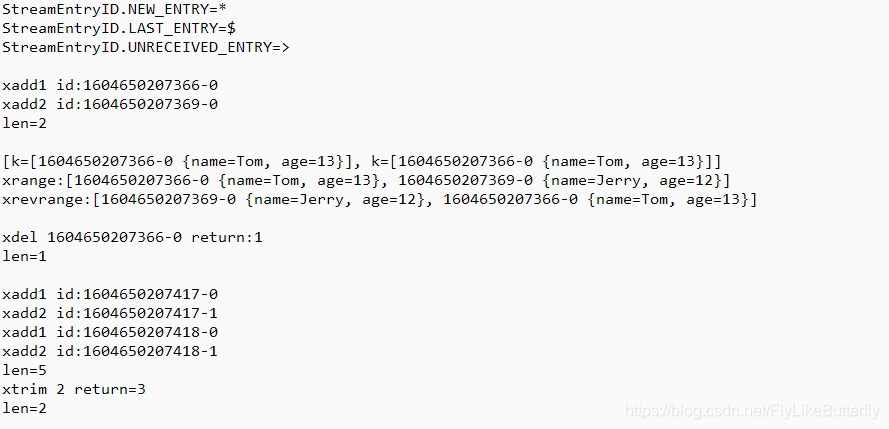 StreamEntryID.NEW_ENTRY=*
StreamEntryID.LAST_ENTRY=$
StreamEntryID.UNRECEIVED_ENTRY=>
xadd1 id:1604650207366-0
xadd2 id:1604650207369-0
len=2
[k=[1604650207366-0 {name=Tom, age=13}], k=[1604650207366-0 {name=Tom, age=13}]]
xrange:[1604650207366-0 {name=Tom, age=13}, 1604650207369-0 {name=Jerry, age=12}]
xrevrange:[1604650207369-0 {name=Jerry, age=12}, 1604650207366-0 {name=Tom, age=13}]
xdel 1604650207366-0 return:1
len=1
xadd1 id:1604650207417-0
xadd2 id:1604650207417-1
xadd1 id:1604650207418-0
xadd2 id:1604650207418-1
len=5
xtrim 2 return=3
len=2
https://blog.csdn.net/FlyLikeButterfly